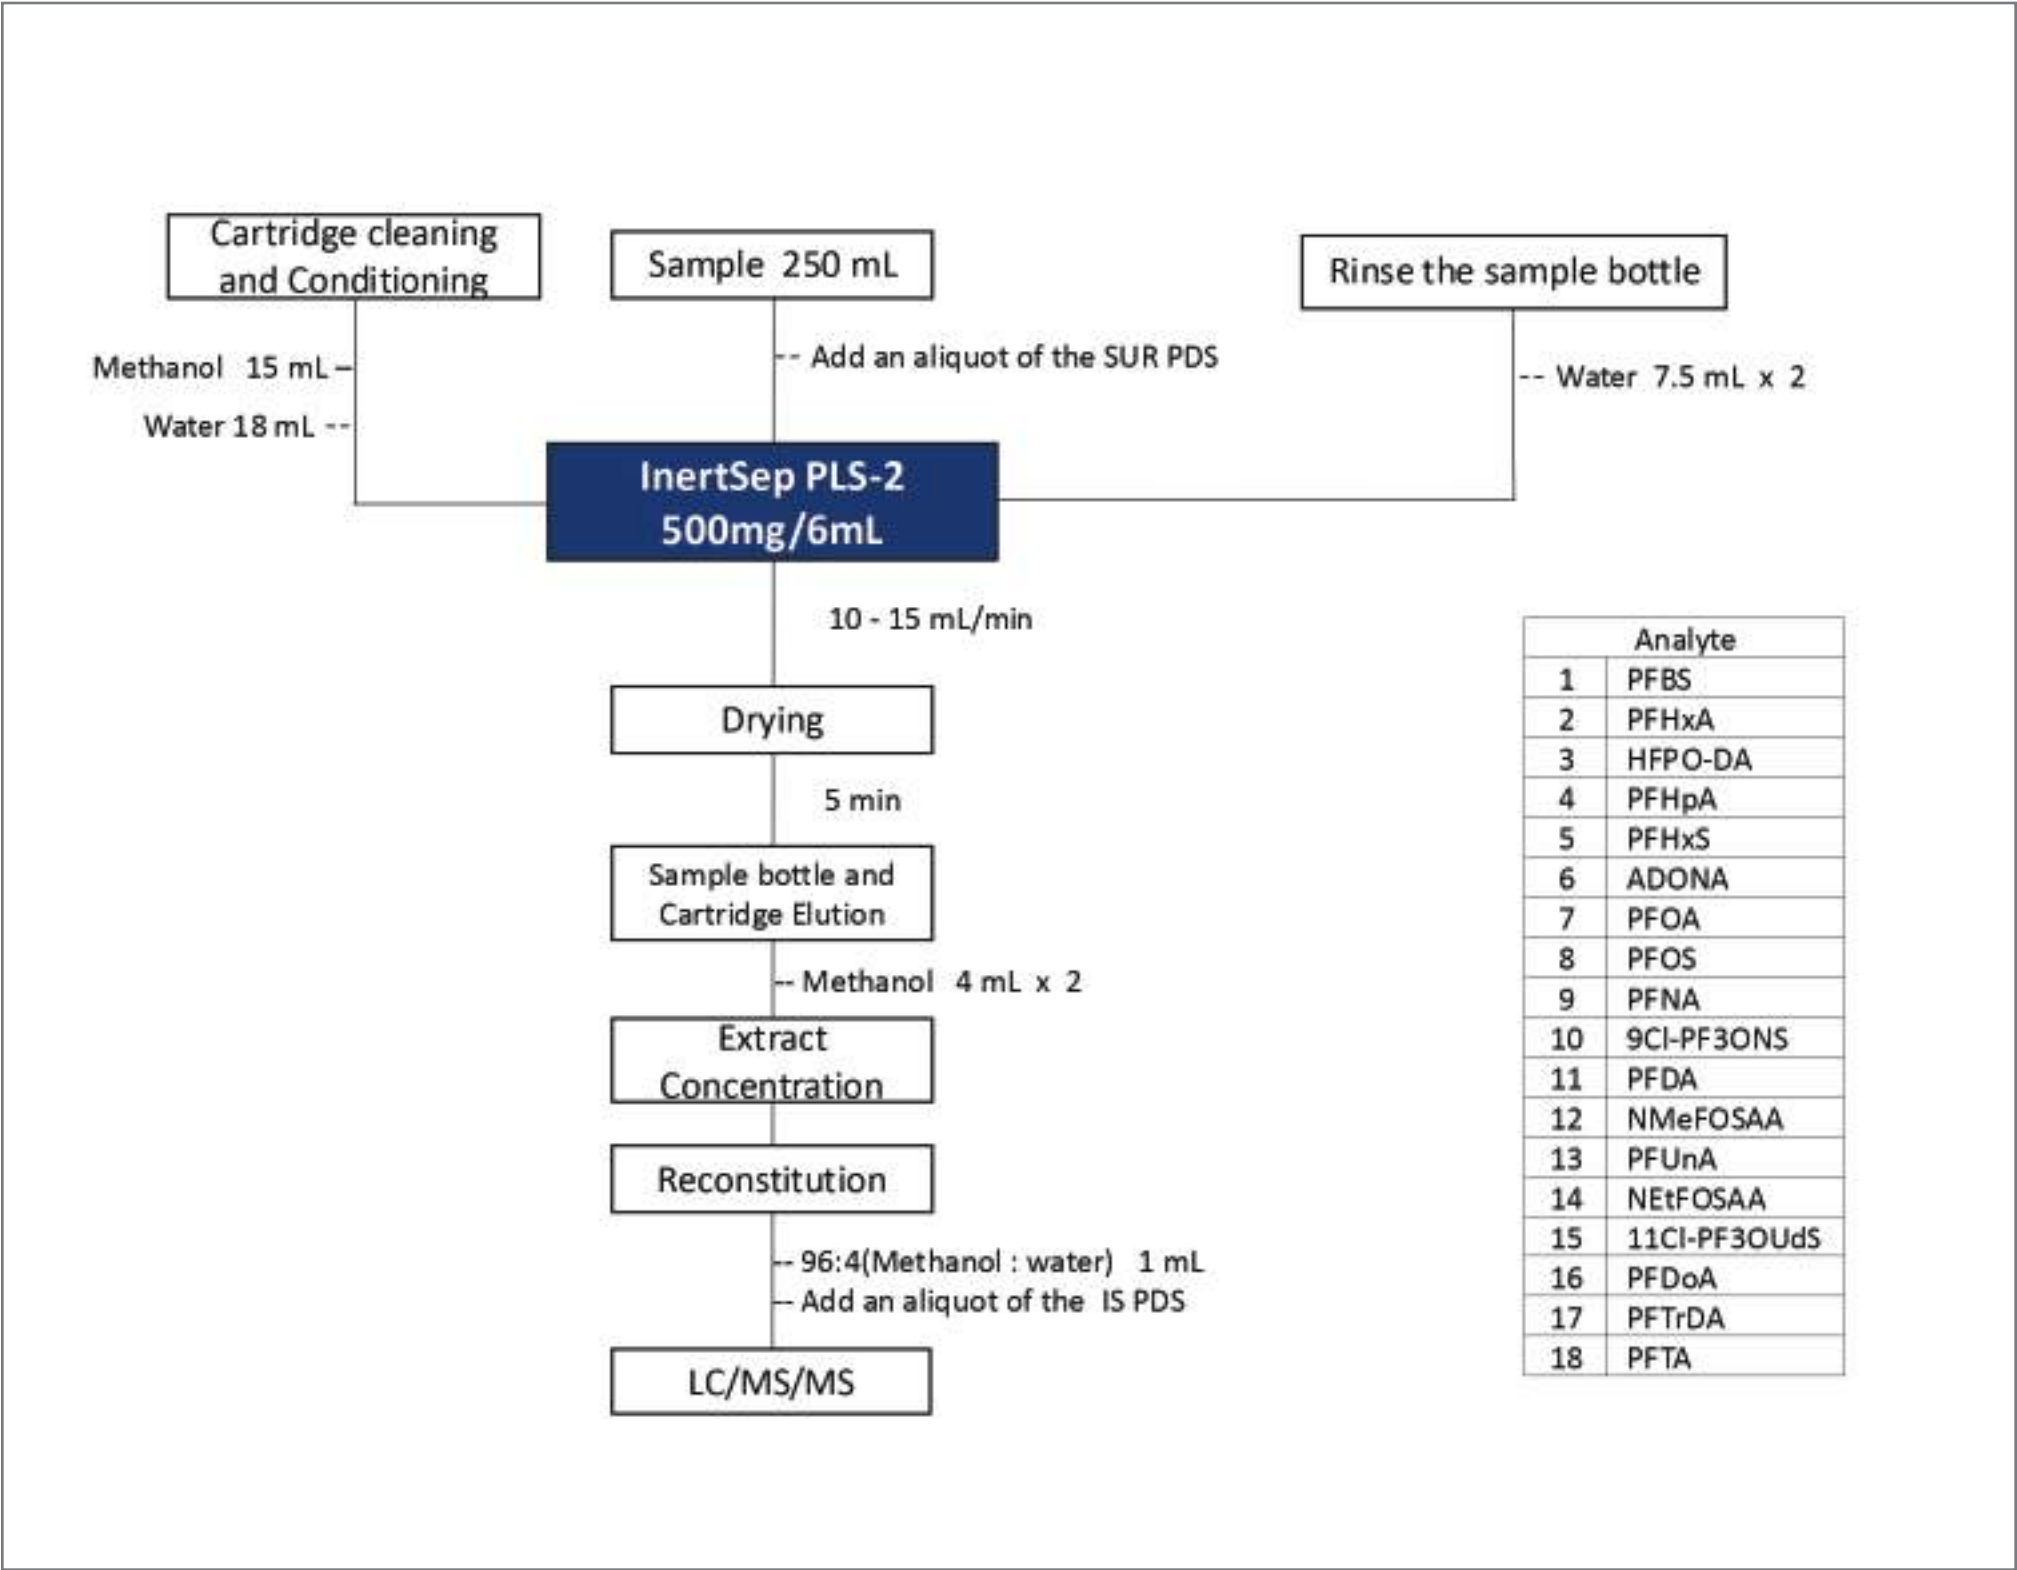 Cartridge cleaning
and Conditioning
Methanol 15 mL
Water 18 mL
Sample 250 mL
-- Add an aliquot of the SUR PDS
Rinse the sample bottle
-- Water 7.5 mL x 2
InertSep PLS-2
500mg/6mL
10 - 15 mL/min
Drying
5 min
Sample bottle and
Cartridge Elution
-- Methanol 4 mL x 2
Extract
Concentration
Reconstitution
-- 96:4(Methanol : water) 1 mL
-- Add an aliquot of the IS PDS
LC/MS/MS
Analyte
1 PFBS
2 PFHxA
3 HFPO-DA
4 PFHpA
5 PFHxS
6 ADONA
7 PFOA
8 PFOS
9 PFNA
10 9Cl-PF3ONS
11 PFDA
12 NMeFOSAA
13 PFUnA
14 NEtFOSAA
15 11Cl-PF3OUdS
16 PFDoA
17 PFTrDA
18 PFTA